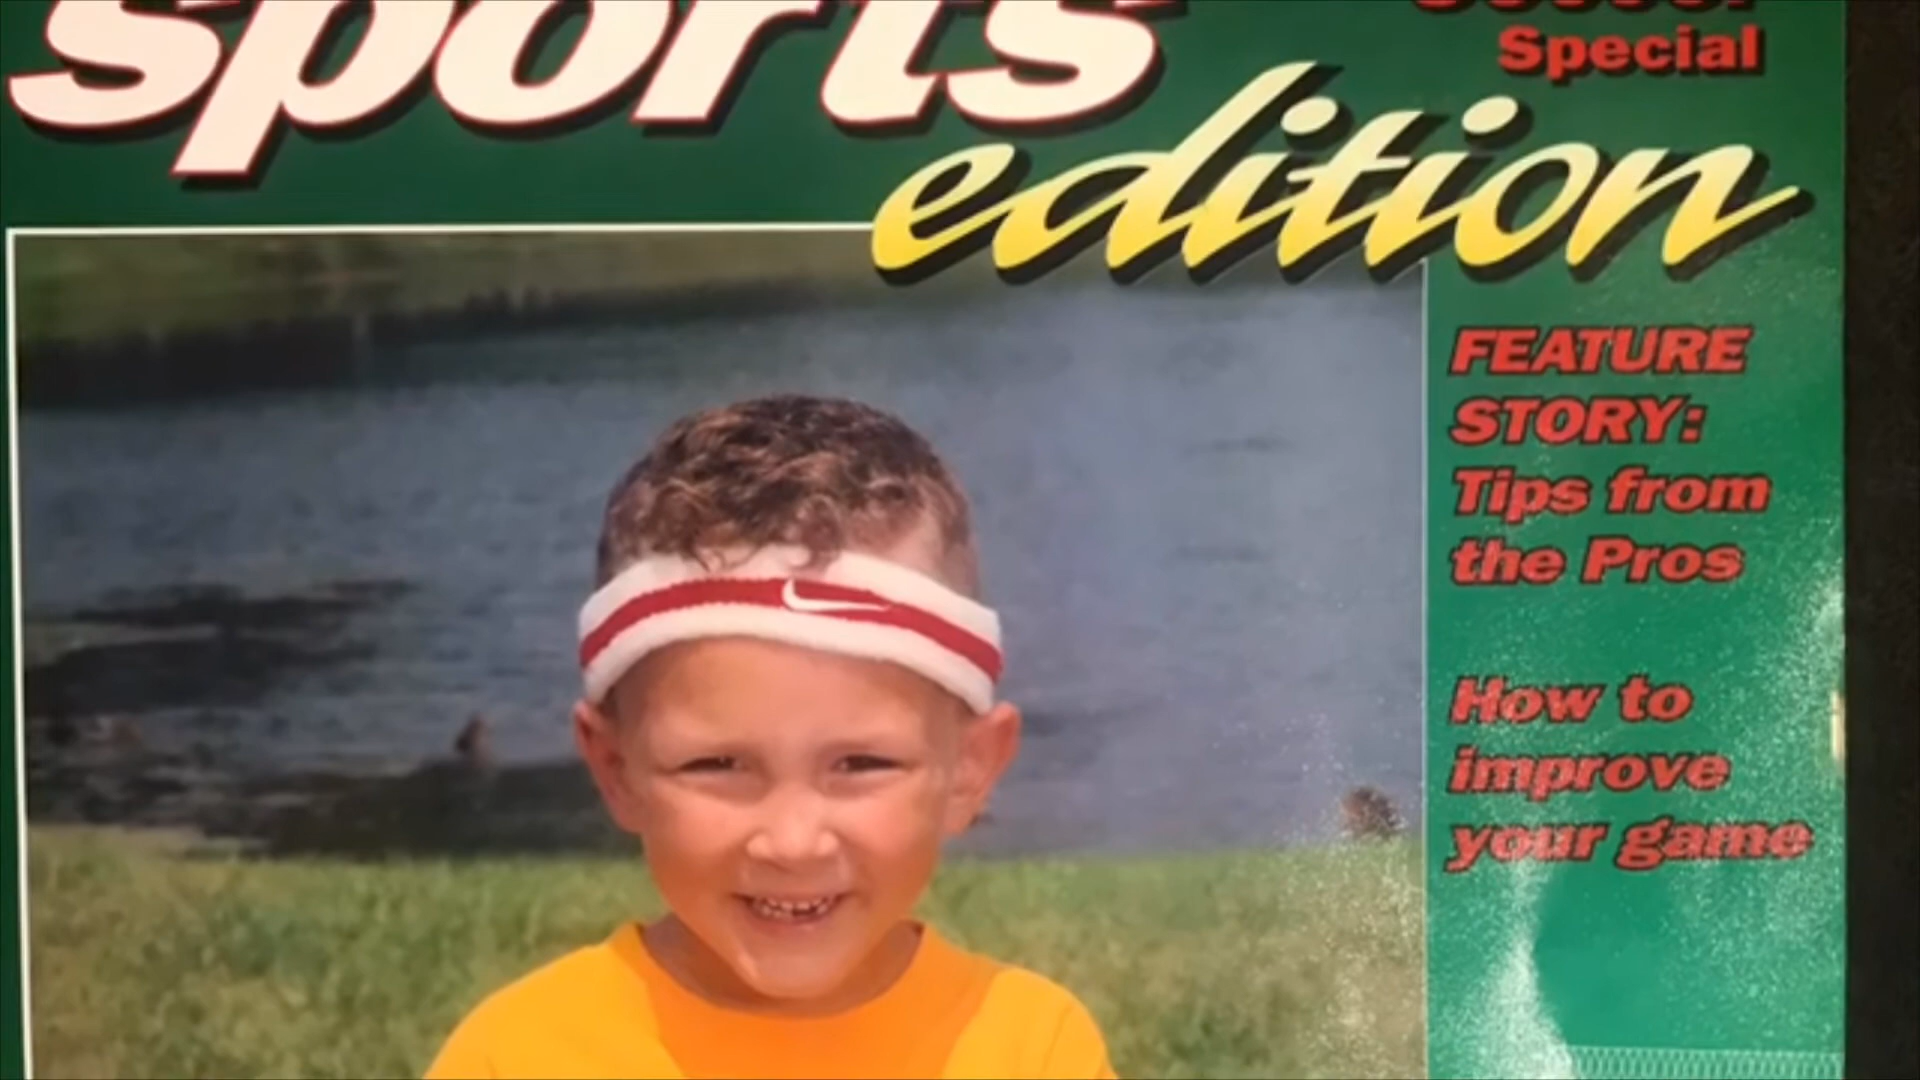 sports
Special
edition
FEATURE
STORY:
Tips from
the Pros
How to
improve
your game